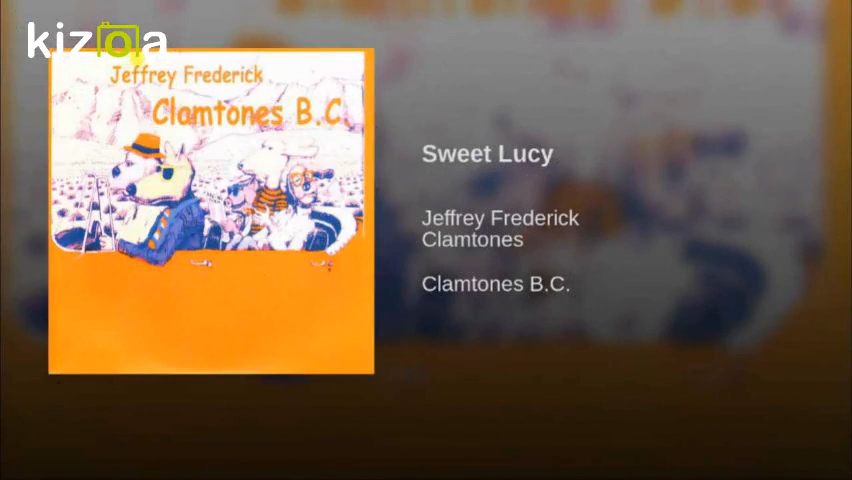 kizoa
Jeffrey Frederick
Clamtones B.C.
Sweet Lucy
Jeffrey Frederick
Clamtones
Clamtones B.C.